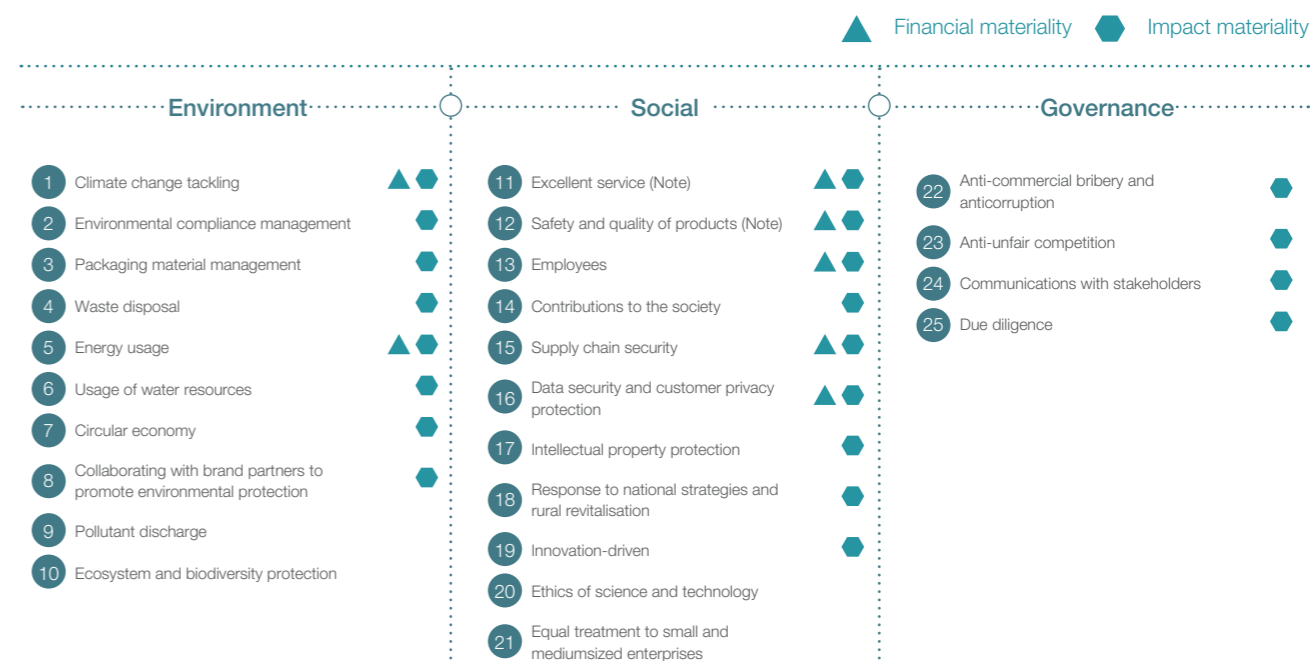 Financial materiality
Impact materiality
Environment
1 Climate change tackling
2 Environmental compliance management
3 Packaging material management
4 Waste disposal
5 Energy usage
6 Usage of water resources
7 Circular economy
8 Collaborating with brand partners to
promote environmental protection
9 Pollutant discharge
10 Ecosystem and biodiversity protection
Social
11 Excellent service (Note)
12 Safety and quality of products (Note)
13 Employees
14 Contributions to the society
15 Supply chain security
16 Data security and customer privacy
protection
17 Intellectual property protection
18 Response to national strategies and
rural revitalisation
19 Innovation-driven
20 Ethics of science and technology
21 Equal treatment to small and
mediumsized enterprises
Governance
22 Anti-commercial bribery and
anticorruption
23 Anti-unfair competition
24 Communications with stakeholders
25 Due diligence